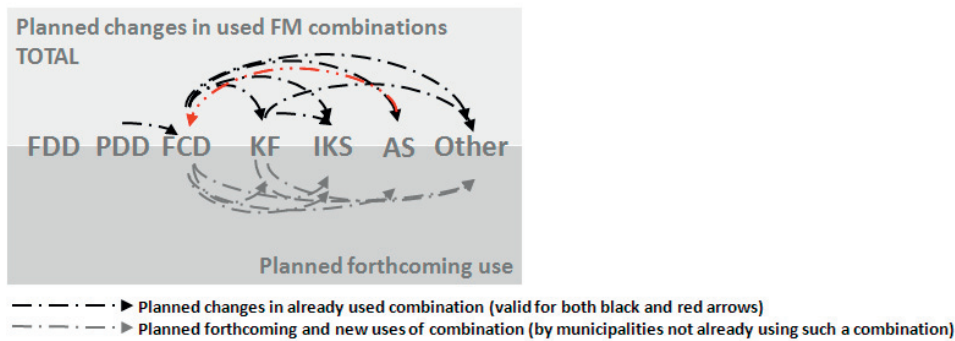 Planned changes in used FM combinations
TOTAL
FDD PDD FCD KF IKS AS Other
Planned forthcoming use
Planned changes in already used combination (valid for both black and red arrows)
Planned forthcoming and new uses of combination (by municipalities not already using such a combination)